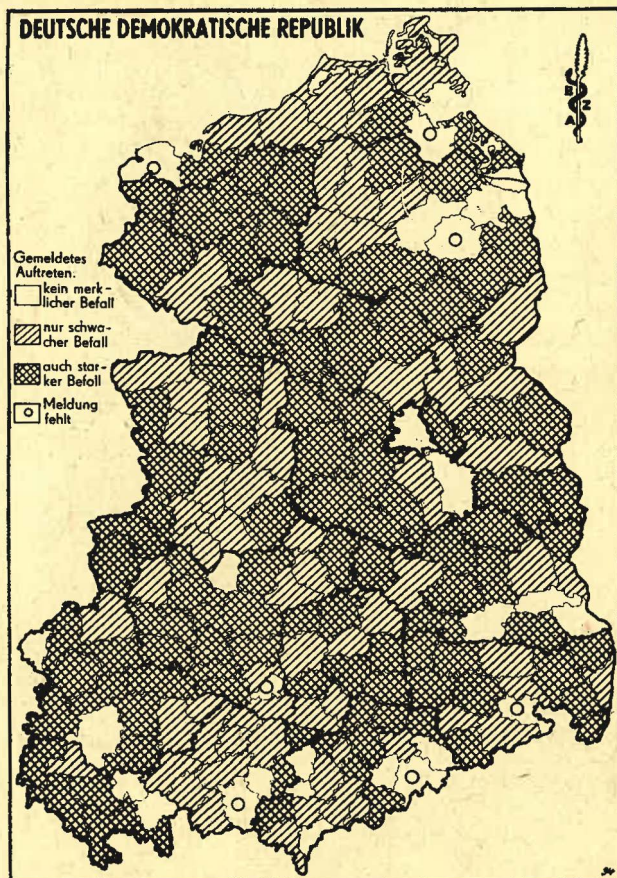 DEUTSCHE DEMOKRATISCHE REPUBLIK
B Z
A
Gemeldetes
Auftreten:
kein merk-
licher Befall
nur schwa-
cher Befall
auch star-
ker Befall
Meldung
fehlt